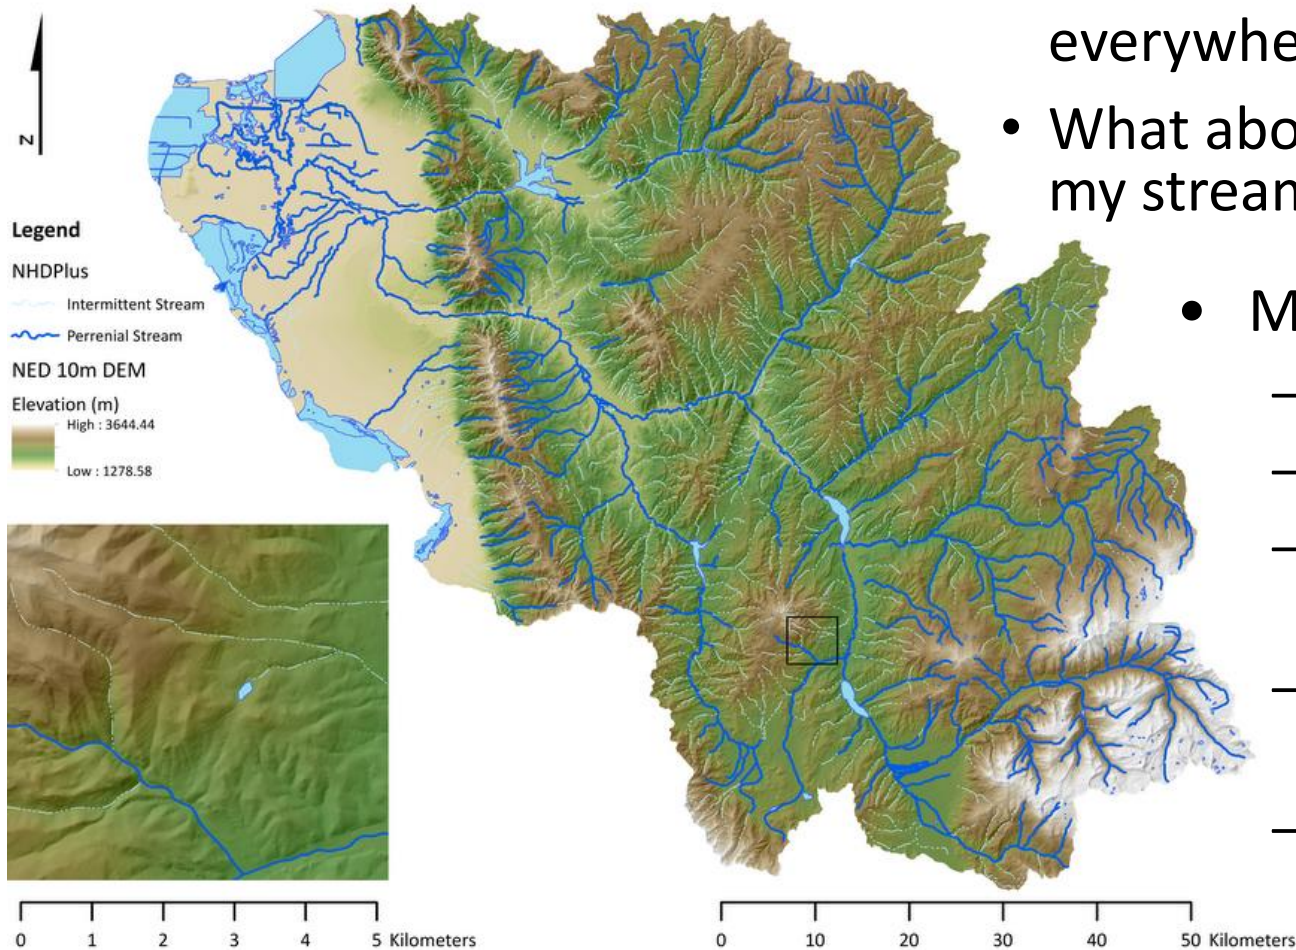 everywhe
• What abo
my stream
• M
–
–
–
–
–
N
Legend
NHDPlus
Intermittent Stream
Perrenial Stream
NED 10m DEM
Elevation (m)
High : 3644.44
Low : 1278.58
0 1 2 3 4 5 Kilometers
0 10 20 30 40 50 Kilometers